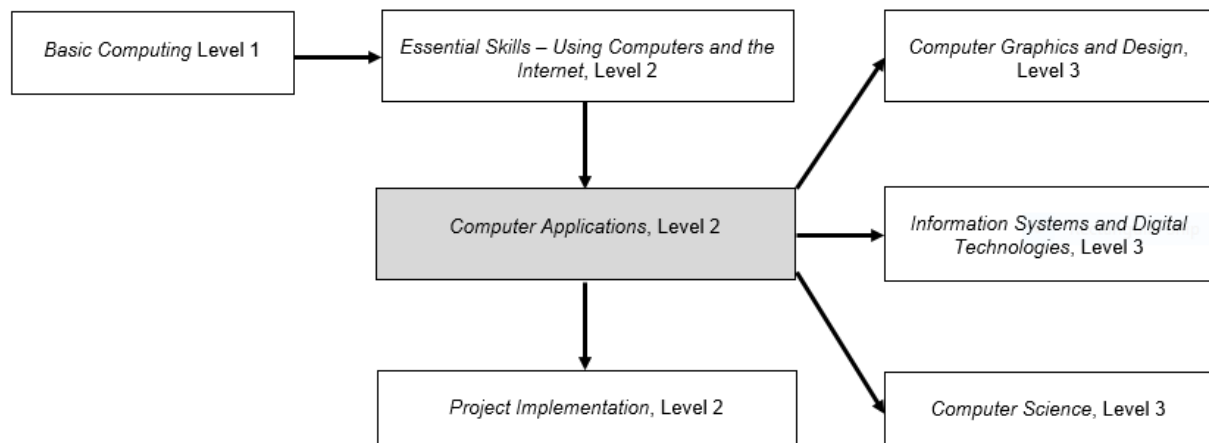 Basic Computing Level 1
Essential Skills – Using Computers and the
Internet, Level 2
Computer Graphics and Design,
Level 3
Computer Applications, Level 2
Information Systems and Digital
Technologies, Level 3
Project Implementation, Level 2
Computer Science, Level 3